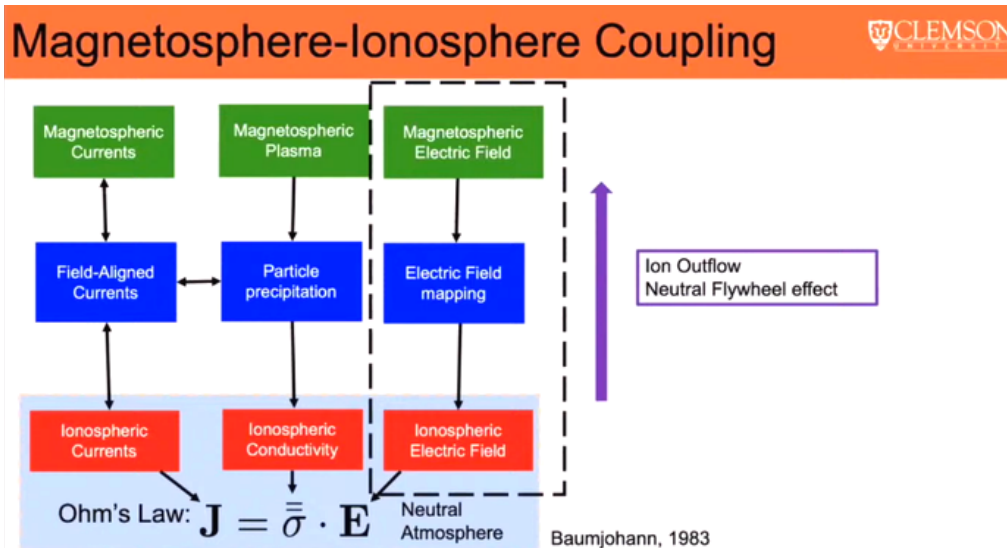 Magnetosphere-Ionosphere Coupling
CLEMSON
UNIVERSITY
Magnetospheric
Currents
Magnetospheric
Plasma
Magnetospheric
Electric Field
Field-Aligned
Currents
Particle
precipitation
Electric Field
mapping
Ion Outflow
Neutral Flywheel effect
Ionospheric
Currents
Ionospheric
Conductivity
Ionospheric
Electric Field
Ohm's Law: J = σ̿ · E
Neutral
Atmosphere
Baumjohann, 1983